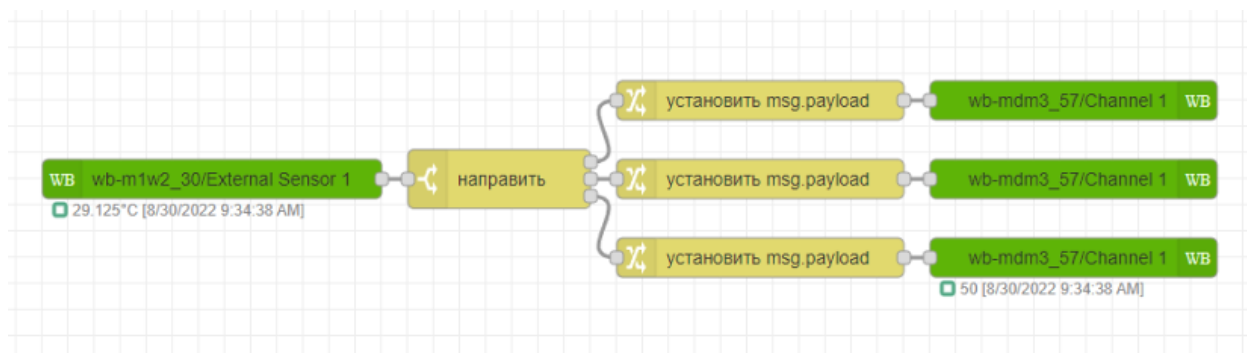 установить msg.payload
wb-mdm3_57/Channel 1 WB
WB wb-m1w2_30/External Sensor 1
направить
установить msg.payload
wb-mdm3_57/Channel 1 WB
29.125°C [8/30/2022 9:34:38 AM]
установить msg.payload
wb-mdm3_57/Channel 1 WB
50 [8/30/2022 9:34:38 AM]